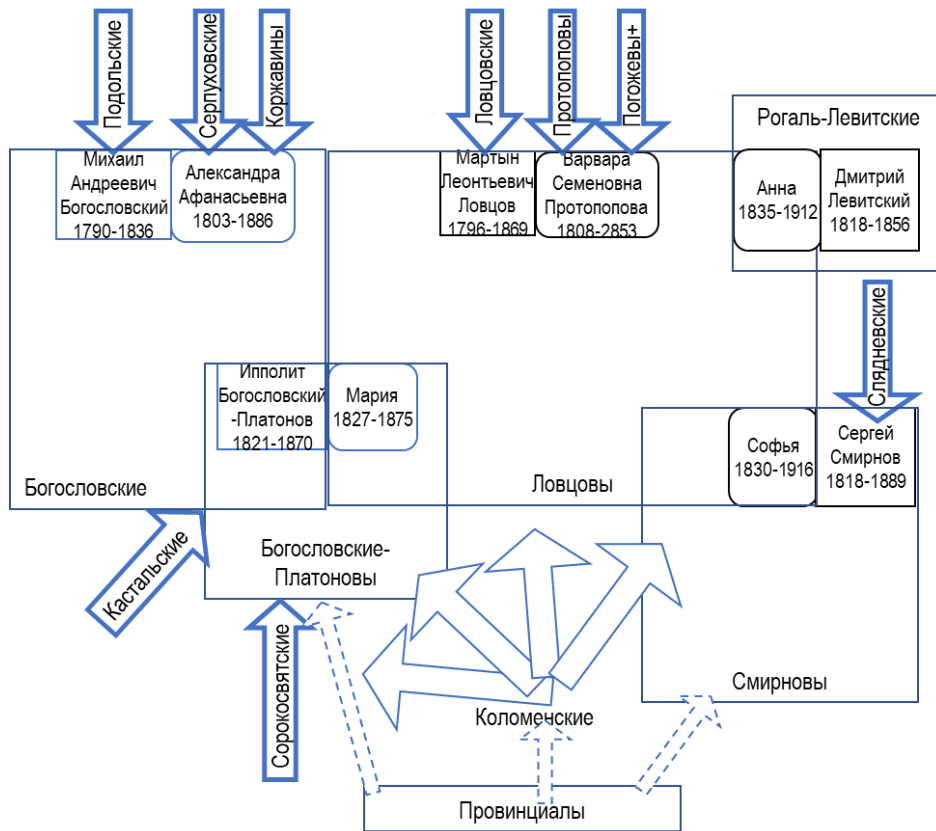 Подольские
Серпуховские
Коржавины
Ловцовские
Протопоповы
Погожевы+
Рогаль-Левитские
Михаил
Андреевич
Богословский
1790-1836
Александра
Афанасьевна
1803-1886
Мартын
Леонтьевич
Ловцов
1796-1869
Варвара
Семеновна
Протопопова
1808-2853
Анна
1835-1912
Дмитрий
Левитский
1818-1856
Слядневские
Ипполит
Богословский
-Платонов
1821-1870
Мария
1827-1875
Софья
1830-1916
Сергей
Смирнов
1818-1889
Богословские
Ловцовы
Кастальские
Богословские-
Платоновы
Сорокосвятские
Смирновы
Коломенские
Провинциалы